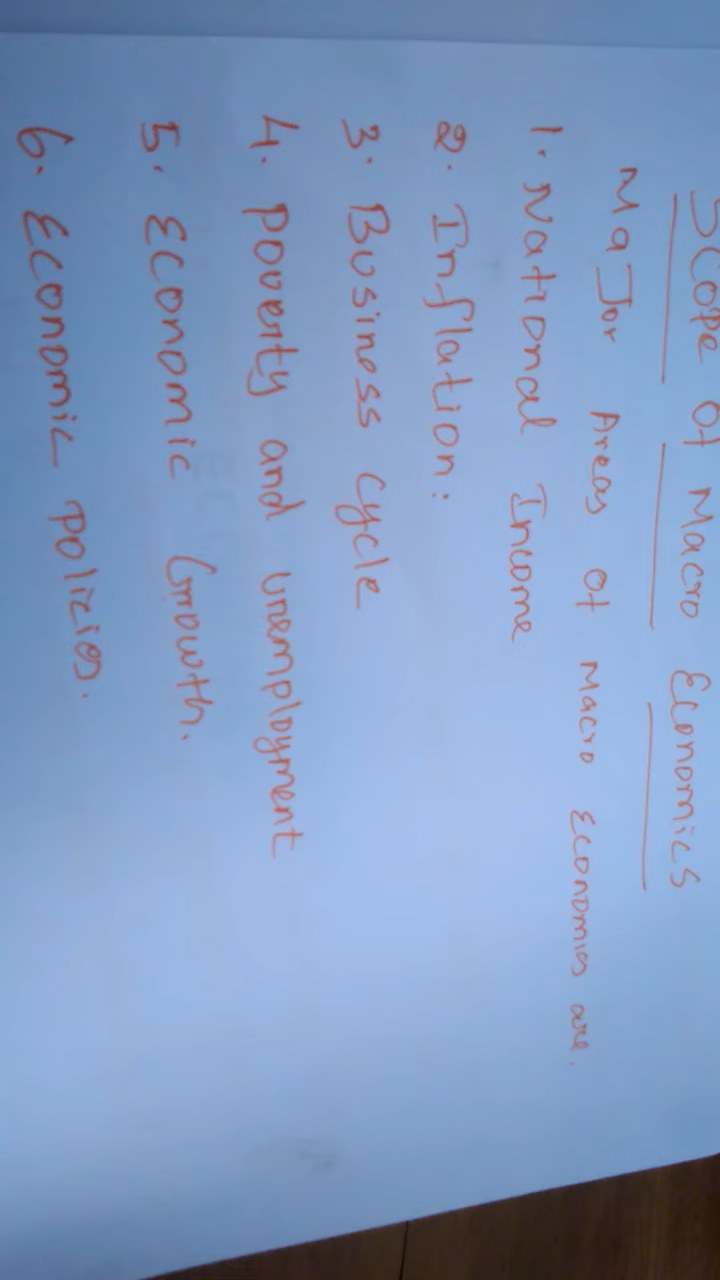 Scope of Macro Economics
Major Areas of Macro Economics are.
1. National Income
2. Inflation:
3. Business Cycle
4. Poverty and Unemployment
5. Economic Growth.
6. Economic Policies.